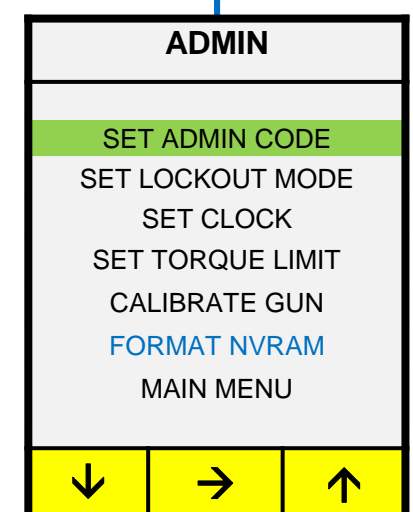 ADMIN
SET ADMIN CODE
SET LOCKOUT MODE
SET CLOCK
SET TORQUE LIMIT
CALIBRATE GUN
FORMAT NVRAM
MAIN MENU
↓ → ↑